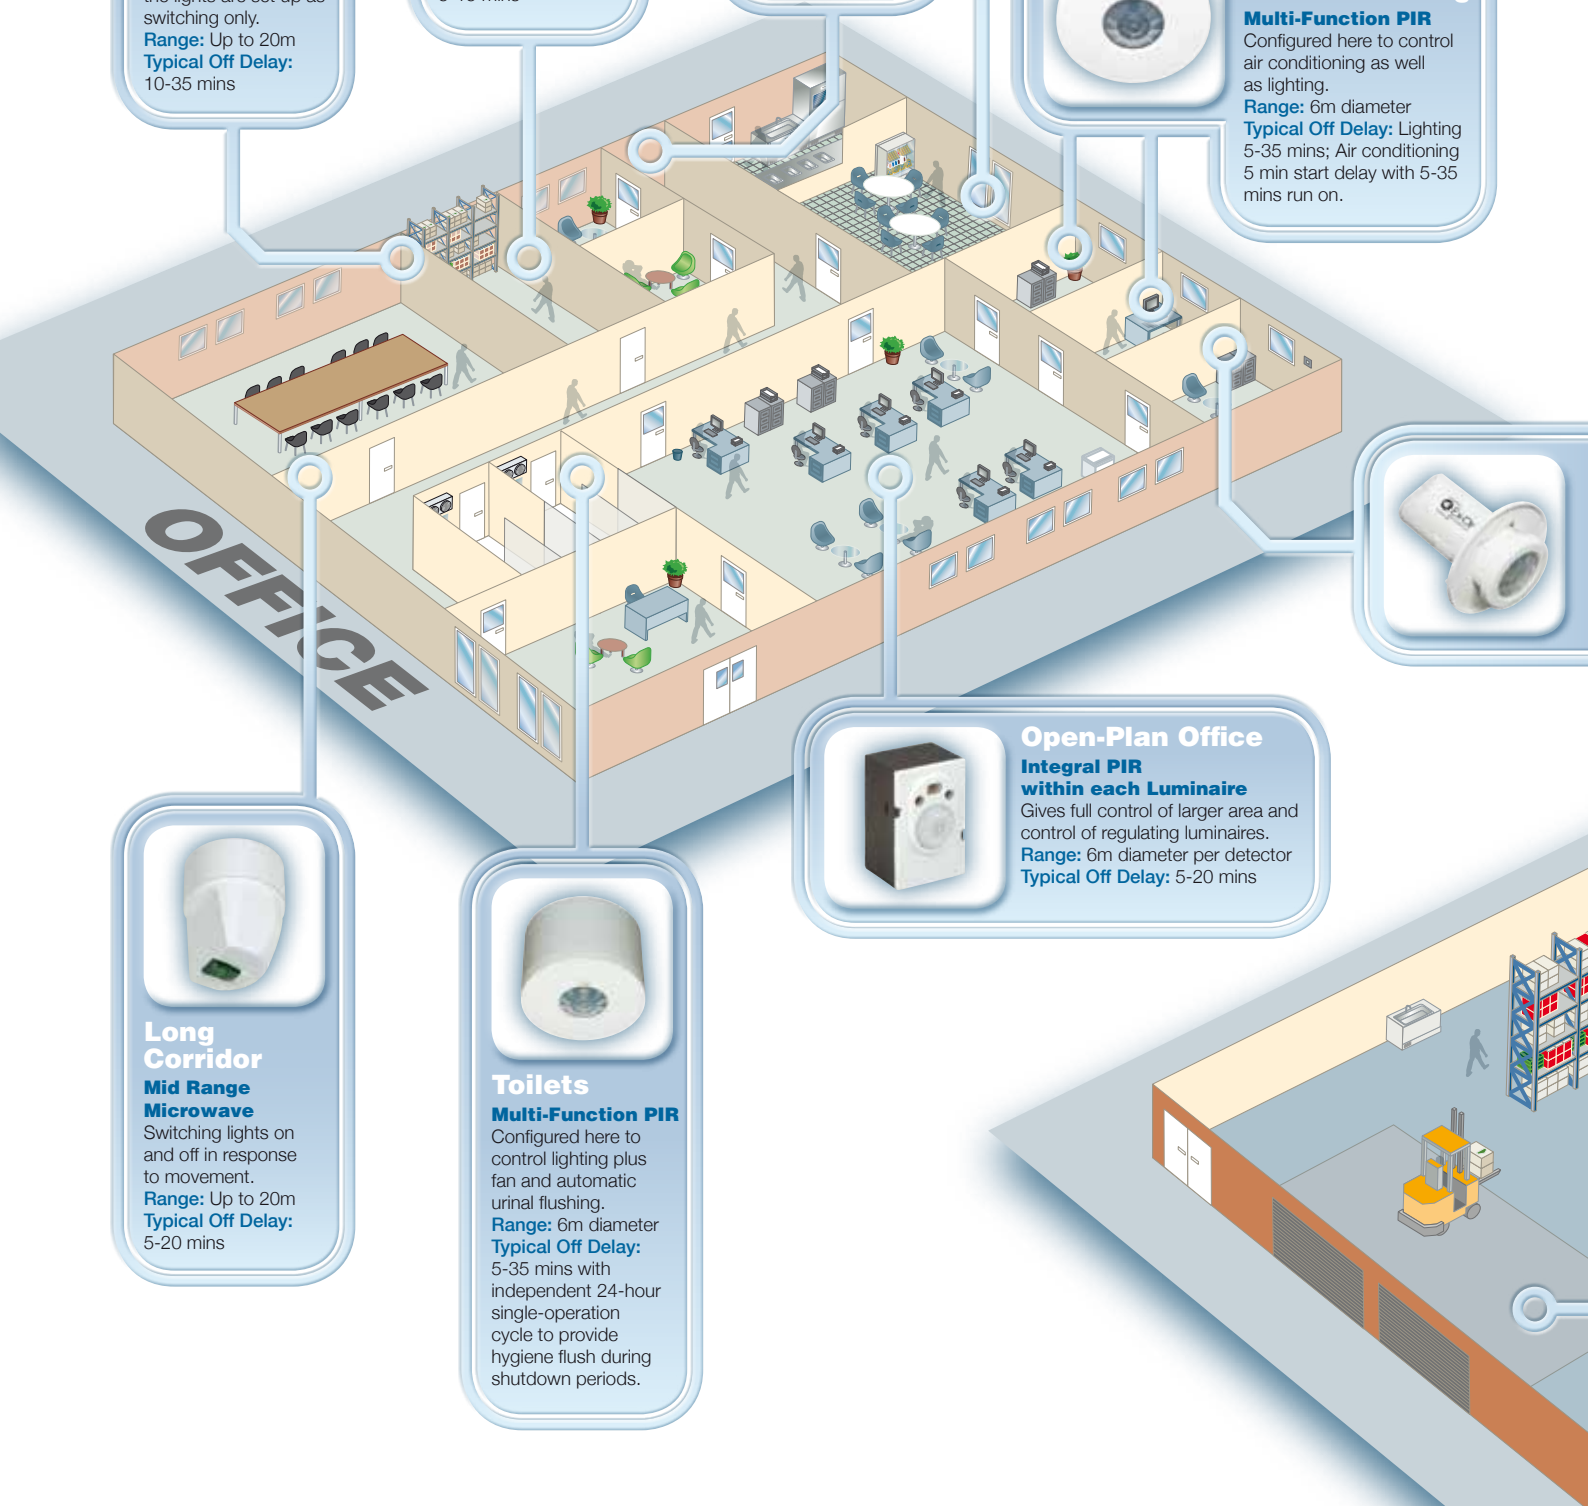 switching only.
Range: Up to 20m
Typical Off Delay:
10-35 mins
Multi-Function PIR
Configured here to control
air conditioning as well
as lighting.
Range: 6m diameter
Typical Off Delay: Lighting
5-35 mins; Air conditioning
5 min start delay with 5-35
mins run on.
OFFICE
Open-Plan Office
Integral PIR
within each Luminaire
Gives full control of larger area and
control of regulating luminaires.
Range: 6m diameter per detector
Typical Off Delay: 5-20 mins
Long
Corridor
Mid Range
Microwave
Switching lights on
and off in response
to movement.
Range: Up to 20m
Typical Off Delay:
5-20 mins
Toilets
Multi-Function PIR
Configured here to
control lighting plus
fan and automatic
urinal flushing.
Range: 6m diameter
Typical Off Delay:
5-35 mins with
independent 24-hour
single-operation
cycle to provide
hygiene flush during
shutdown periods.